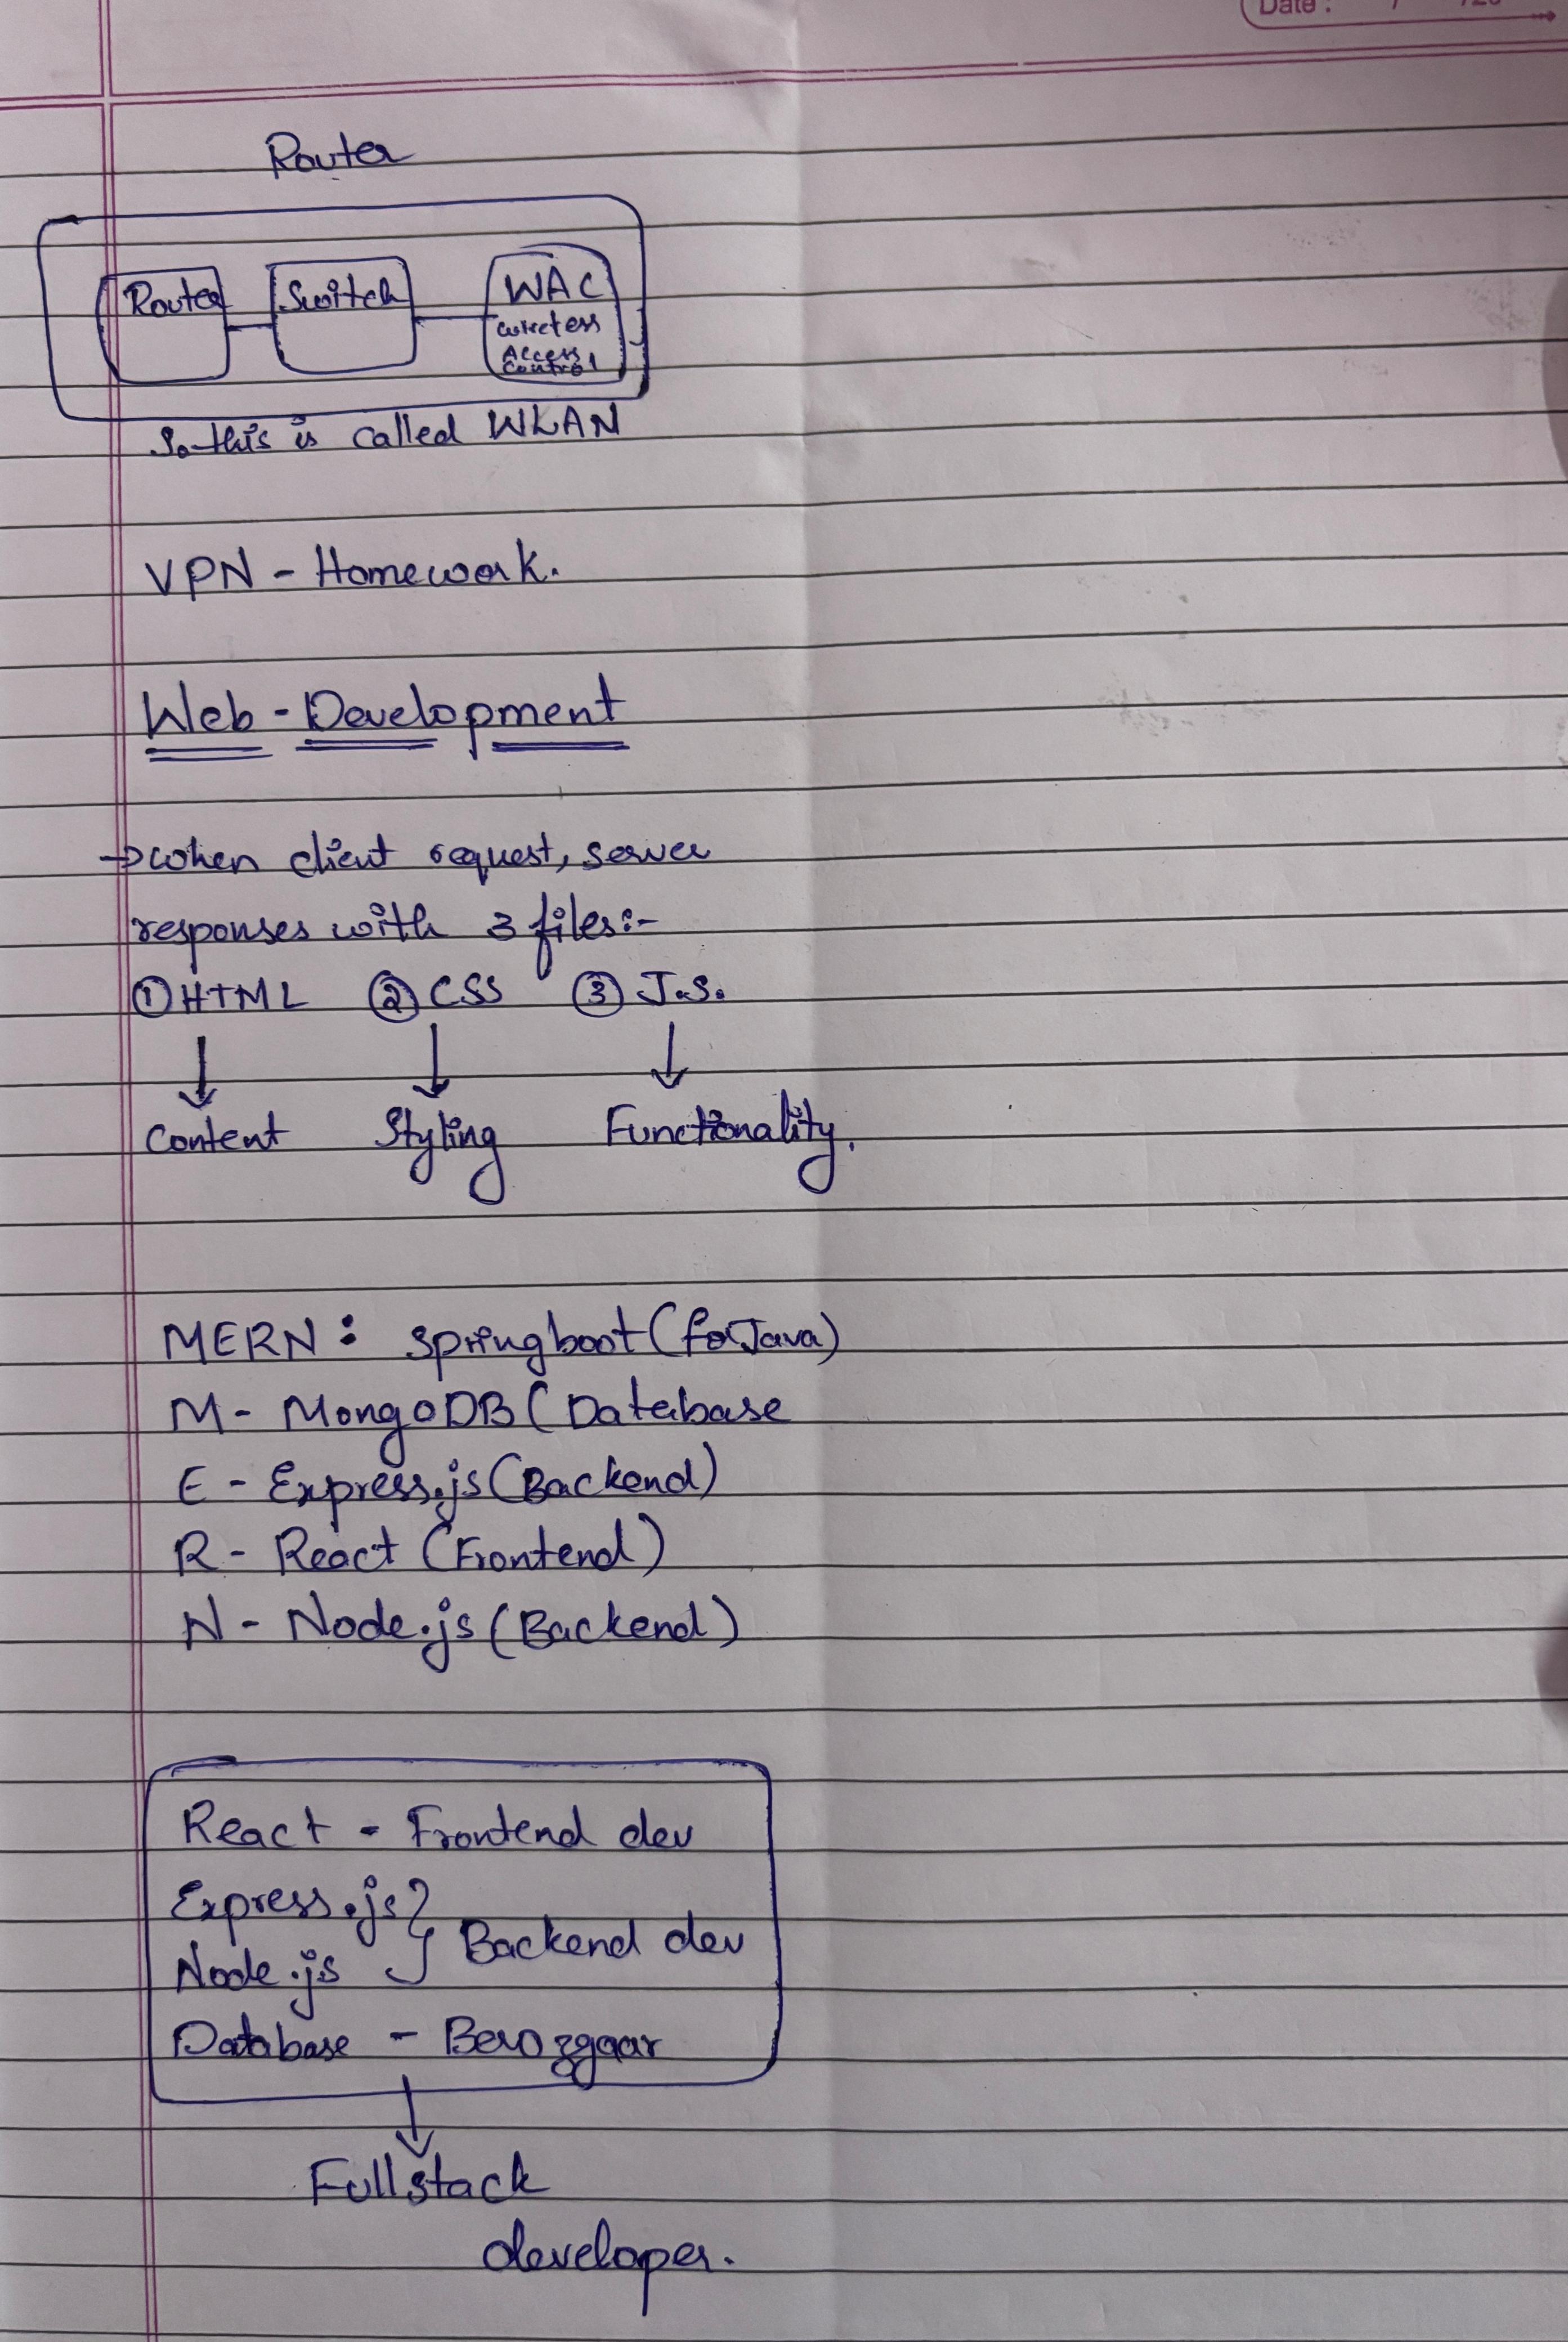 Date : / /20
Router
Router Switch WAC
Wireless
Access
Control
So this is called WLAN
VPN - Homework.
Web - Development
→ when client request, server
responses with 3 files:-
① HTML ② CSS ③ J.S.
↓ ↓ ↓
Content Styling Functionality.
MERN : Springboot (for Java)
M - MongoDB ( Database
E - Express.js (Backend)
R - React (Frontend)
N - Node.js (Backend)
React - Frontend dev
Express.js }
Node.js } Backend dev
Database - Berozgaar
↓
Fullstack
developer.